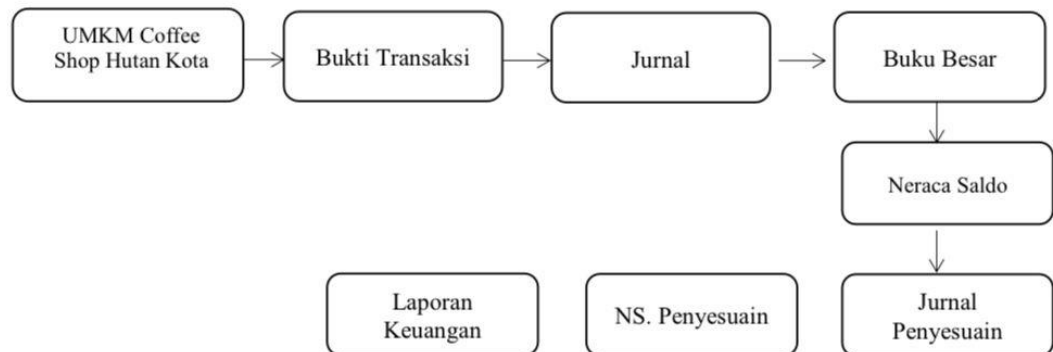 UMKM Coffee
Shop Hutan Kota
Bukti Transaksi
Jurnal
Buku Besar
Neraca Saldo
Jurnal
Penyesuain
NS. Penyesuain
Laporan
Keuangan